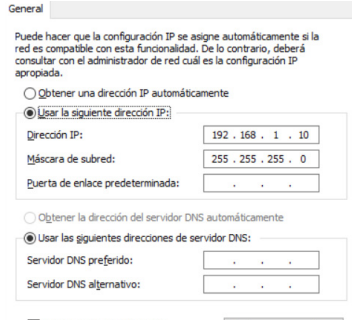 General
Puede hacer que la configuración IP se asigne automáticamente si la
red es compatible con esta funcionalidad. De lo contrario, deberá
consultar con el administrador de red cuál es la configuración IP
apropiada.
Obtener una dirección IP automáticamente
Usar la siguiente dirección IP:
Dirección IP: 192 . 168 . 1 . 10
Máscara de subred: 255 . 255 . 255 . 0
Puerta de enlace predeterminada: . . .
Obtener la dirección del servidor DNS automáticamente
Usar las siguientes direcciones de servidor DNS:
Servidor DNS preferido: . . .
Servidor DNS alternativo: . . .